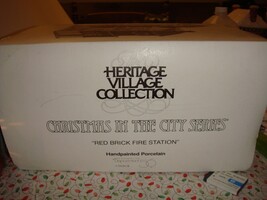 HERITAGE
VILLAGE
COLLECTION
CHRISTMAS IN THE CITY SERIES
"RED BRICK FIRE STATION"
Handpainted Porcelain